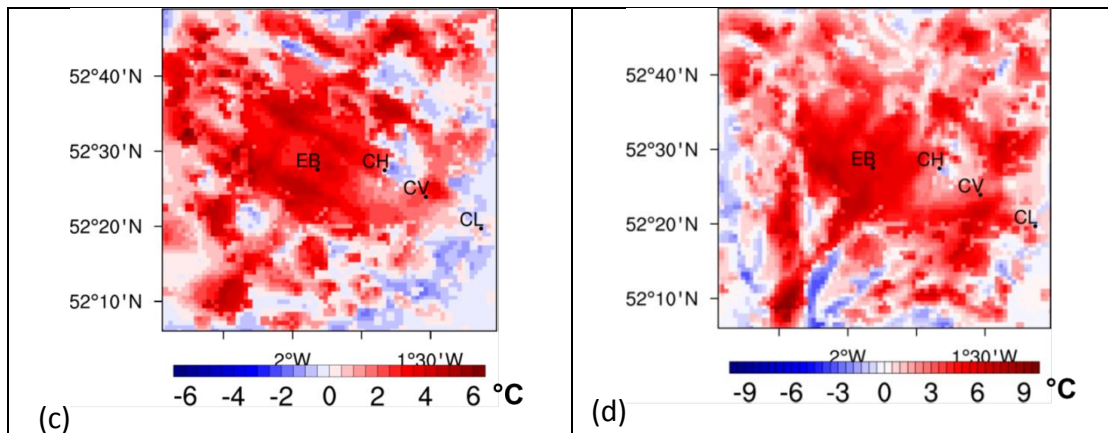 52°40'N
52°30'N
52°20'N
52°10'N
EB
CH
CV
CL
2°W
1°30'W
-6 -4 -2 0 2 4 6 °C
(c)
52°40'N
52°30'N
52°20'N
52°10'N
EB
CH
CV
CL
2°W
1°30'W
-9 -6 -3 0 3 6 9 °C
(d)